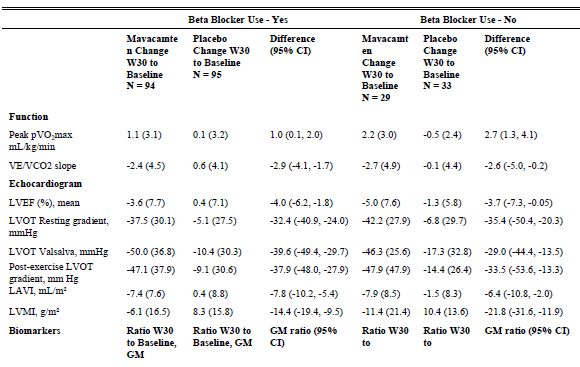 Beta Blocker Use - Yes Beta Blocker Use - No
Mavacamte Placebo Difference Mavacamt Placebo Difference
n Change Change W30 (95% CI) en Change (95% CI)
W30 to to Baseline Change W30 to
Baseline N = 95 W30 to Baseline
N = 94 Baseline N = 33
N = 29
Function
Peak pVO₂max 1.1 (3.1) 0.1 (3.2) 1.0 (0.1, 2.0) 2.2 (3.0) -0.5 (2.4) 2.7 (1.3, 4.1)
mL/kg/min
VE/VCO2 slope -2.4 (4.5) 0.6 (4.1) -2.9 (-4.1, -1.7) -2.7 (4.9) -0.1 (4.4) -2.6 (-5.0, -0.2)
Echocardiogram
LVEF (%), mean -3.6 (7.7) 0.4 (7.1) -4.0 (-6.2, -1.8) -5.0 (7.6) -1.3 (5.8) -3.7 (-7.3, -0.05)
LVOT Resting gradient, -37.5 (30.1) -5.1 (27.5) -32.4 (-40.9, -24.0) -42.2 (27.9) -6.8 (29.7) -35.4 (-50.4, -20.3)
mmHg
LVOT Valsalva, mmHg -50.0 (36.8) -10.4 (30.3) -39.6 (-49.4, -29.7) -46.3 (25.6) -17.3 (32.8) -29.0 (-44.4, -13.5)
Post-exercise LVOT -47.1 (37.9) -9.1 (30.6) -37.9 (-48.0, -27.9) -47.9 (47.9) -14.4 (26.4) -33.5 (-53.6, -13.3)
gradient, mm Hg
LAVI, mL/m² -7.4 (7.6) 0.4 (8.8) -7.8 (-10.2, -5.4) -7.9 (8.5) -1.5 (8.3) -6.4 (-10.8, -2.0)
LVMI, g/m² -6.1 (16.5) 8.3 (15.8) -14.4 (-19.4, -9.5) -11.4 (21.4) 10.4 (13.6) -21.8 (-31.6, -11.9)
Biomarkers Ratio W30 Ratio W30 to GM ratio (95% Ratio W30 Ratio W30 to GM ratio (95% CI)
to Baseline, Baseline, GM CI) to
GM